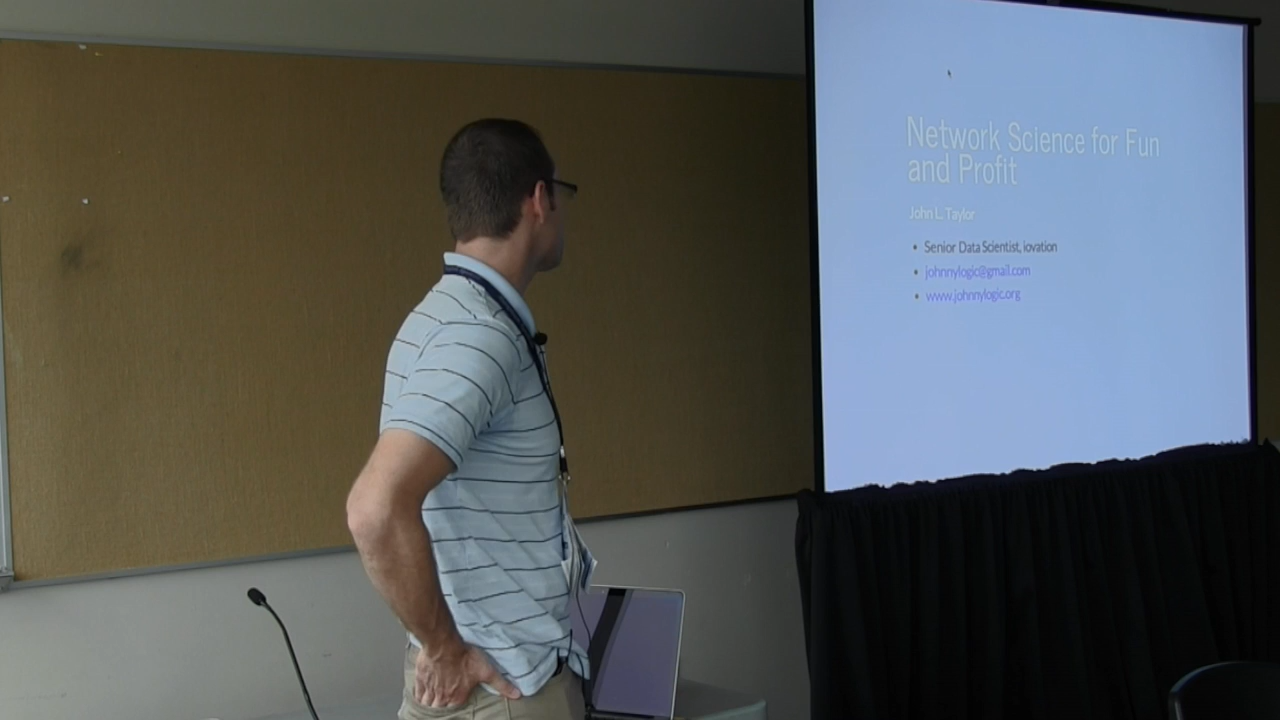 Network Science for Fun
and Profit
John L. Taylor
• Senior Data Scientist, iovation
• johnnylogic@gmail.com
• www.johnnylogic.org